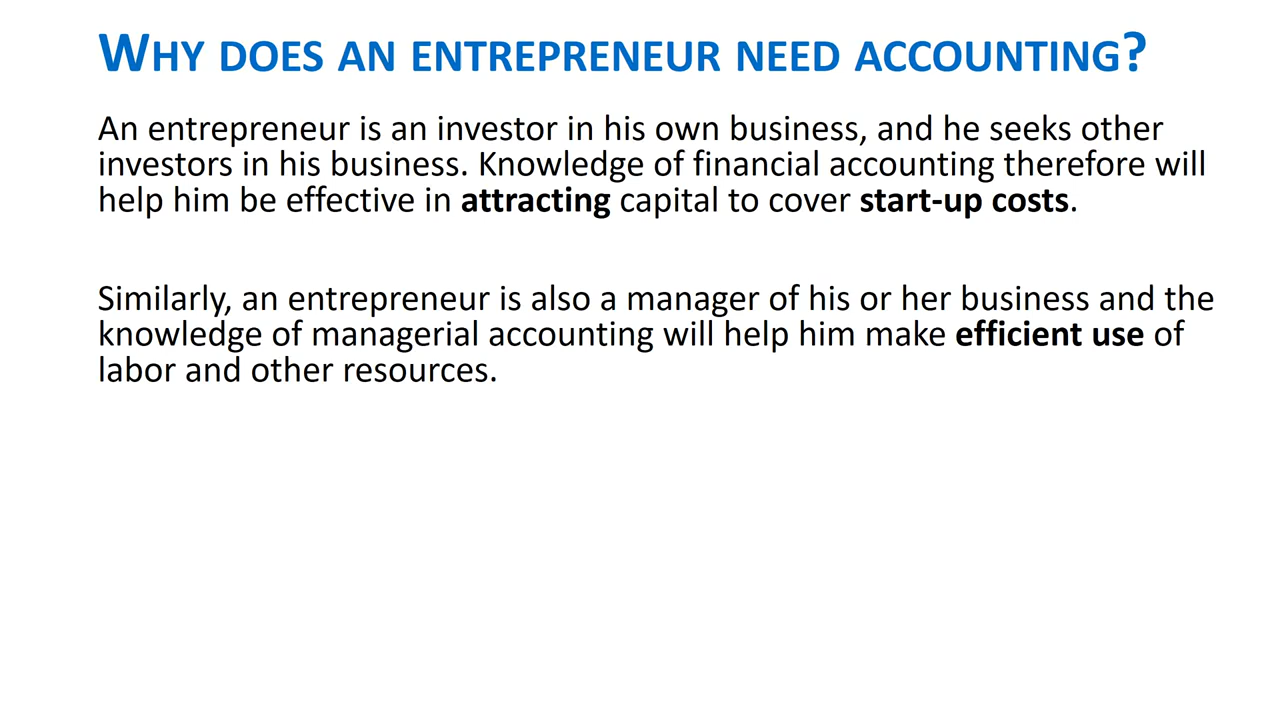 WHY DOES AN ENTREPRENEUR NEED ACCOUNTING?
An entrepreneur is an investor in his own business, and he seeks other
investors in his business. Knowledge of financial accounting therefore will
help him be effective in attracting capital to cover start-up costs.
Similarly, an entrepreneur is also a manager of his or her business and the
knowledge of managerial accounting will help him make efficient use of
labor and other resources.